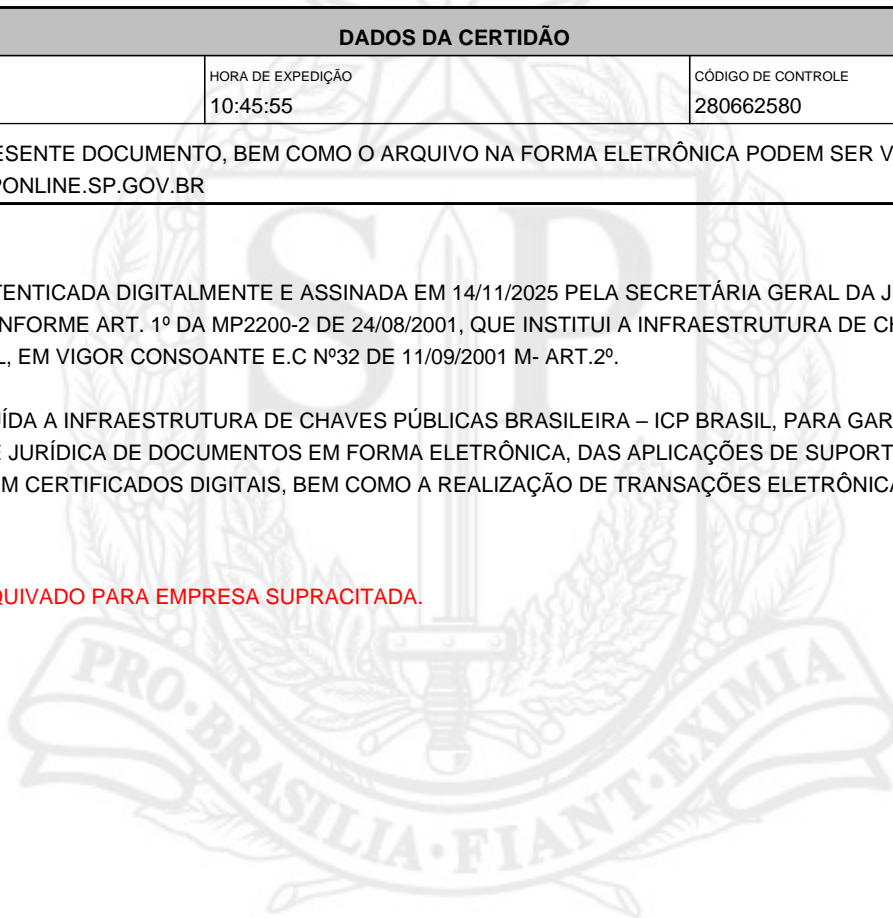 DADOS DA CERTIDÃO
HORA DE EXPEDIÇÃO CÓDIGO DE CONTROLE
10:45:55 280662580
ESENTE DOCUMENTO, BEM COMO O ARQUIVO NA FORMA ELETRÔNICA PODEM SER V
PONLINE.SP.GOV.BR
TENTICADA DIGITALMENTE E ASSINADA EM 14/11/2025 PELA SECRETÁRIA GERAL DA J
NFORME ART. 1º DA MP2200-2 DE 24/08/2001, QUE INSTITUI A INFRAESTRUTURA DE CH
L, EM VIGOR CONSOANTE E.C Nº32 DE 11/09/2001 M- ART.2º.
UÍDA A INFRAESTRUTURA DE CHAVES PÚBLICAS BRASILEIRA – ICP BRASIL, PARA GAR
E JURÍDICA DE DOCUMENTOS EM FORMA ELETRÔNICA, DAS APLICAÇÕES DE SUPORT
M CERTIFICADOS DIGITAIS, BEM COMO A REALIZAÇÃO DE TRANSAÇÕES ELETRÔNICA
QUIVADO PARA EMPRESA SUPRACITADA.
SP
PRO·BRASILIA·FIANT·EXIMIA